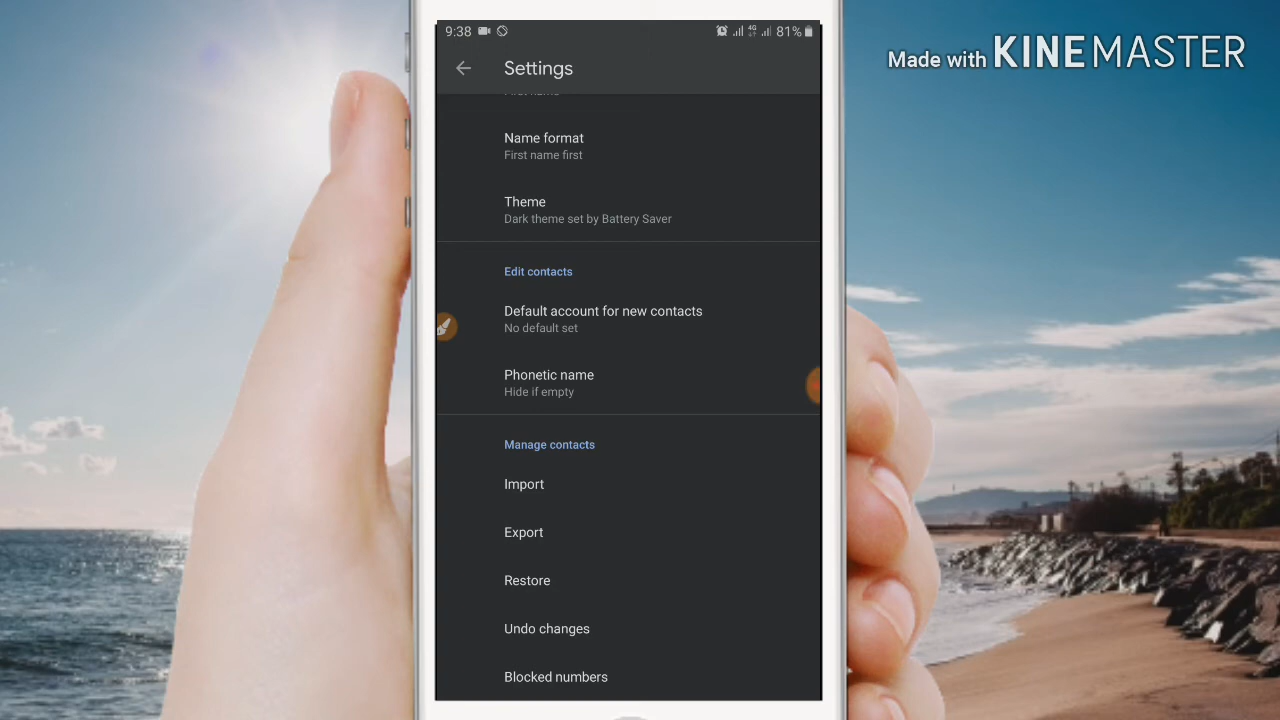 9:38
4G
81%
Made with KINEMASTER
Settings
Name format
First name first
Theme
Dark theme set by Battery Saver
Edit contacts
Default account for new contacts
No default set
Phonetic name
Hide if empty
Manage contacts
Import
Export
Restore
Undo changes
Blocked numbers